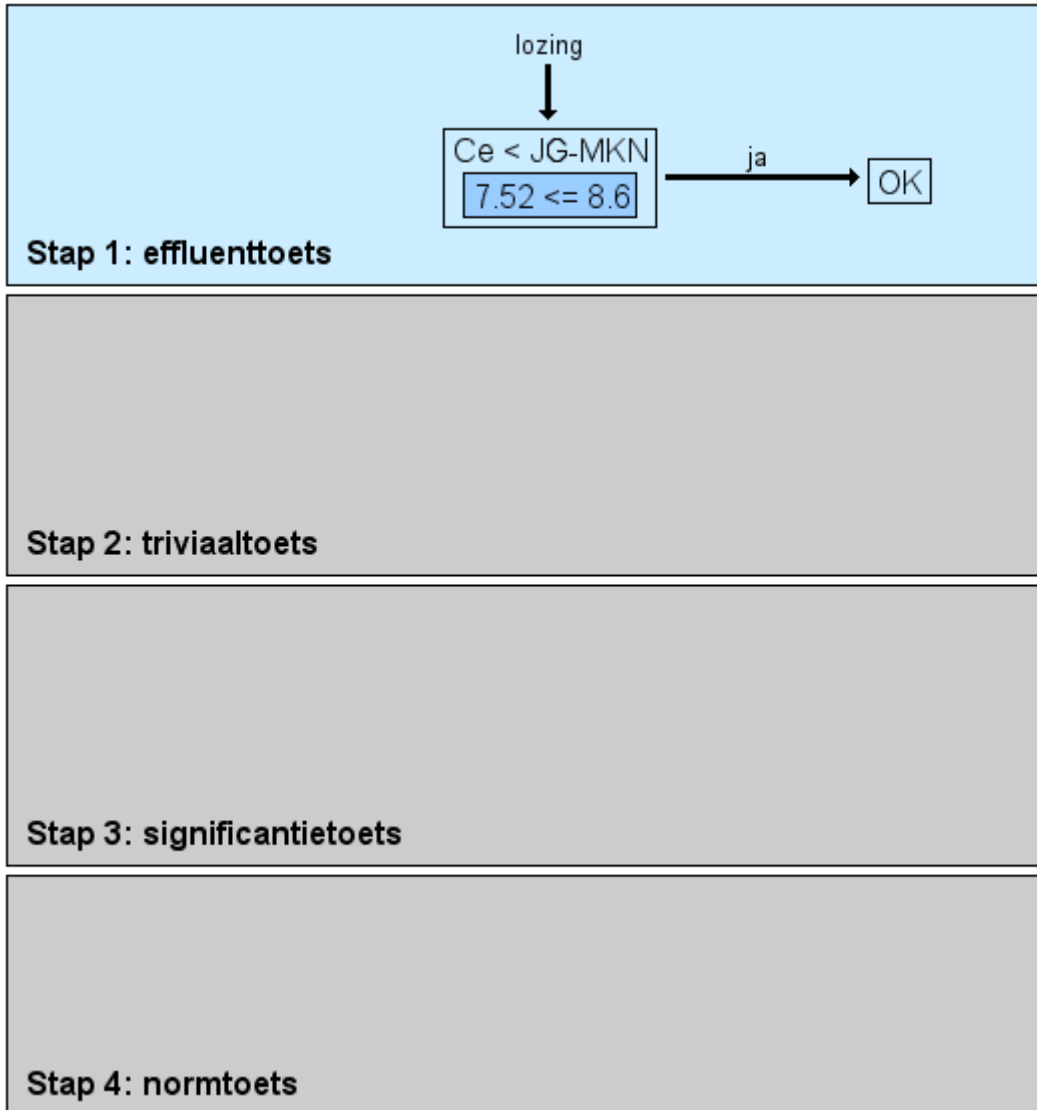 lozing
Ce < JG-MKN
ja
OK
7.52 <= 8.6
Stap 1: effluenttoets
Stap 2: triviaaltoets
Stap 3: significantietoets
Stap 4: normtoets